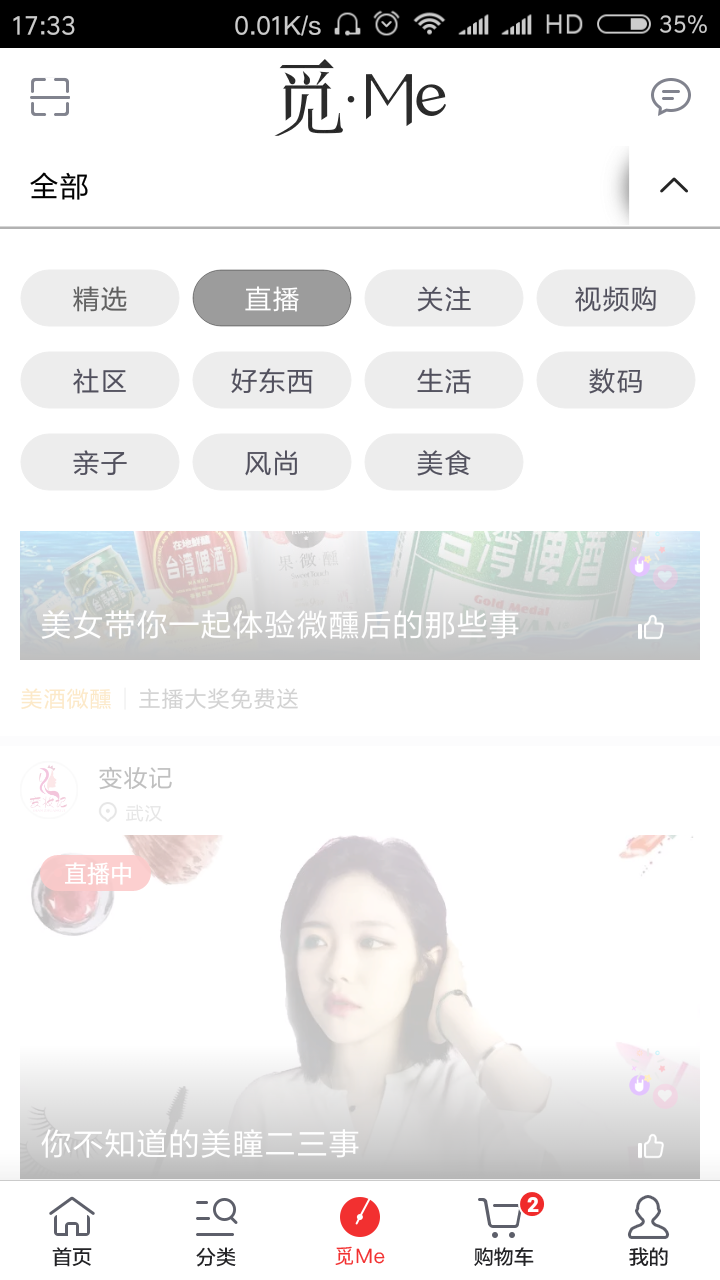 17:33 0.01K/s HD 35%
觅·Me
全部
精选 直播 关注 视频购
社区 好东西 生活 数码
亲子 风尚 美食
在地鲜酿
台湾啤酒
果微醺
台湾啤酒
Gold Medal
美女带你一起体验微醺后的那些事
美酒微醺 | 主播大奖免费送
变妆记
武汉
直播中
你不知道的美瞳二三事
2
首页 分类 觅Me 购物车 我的